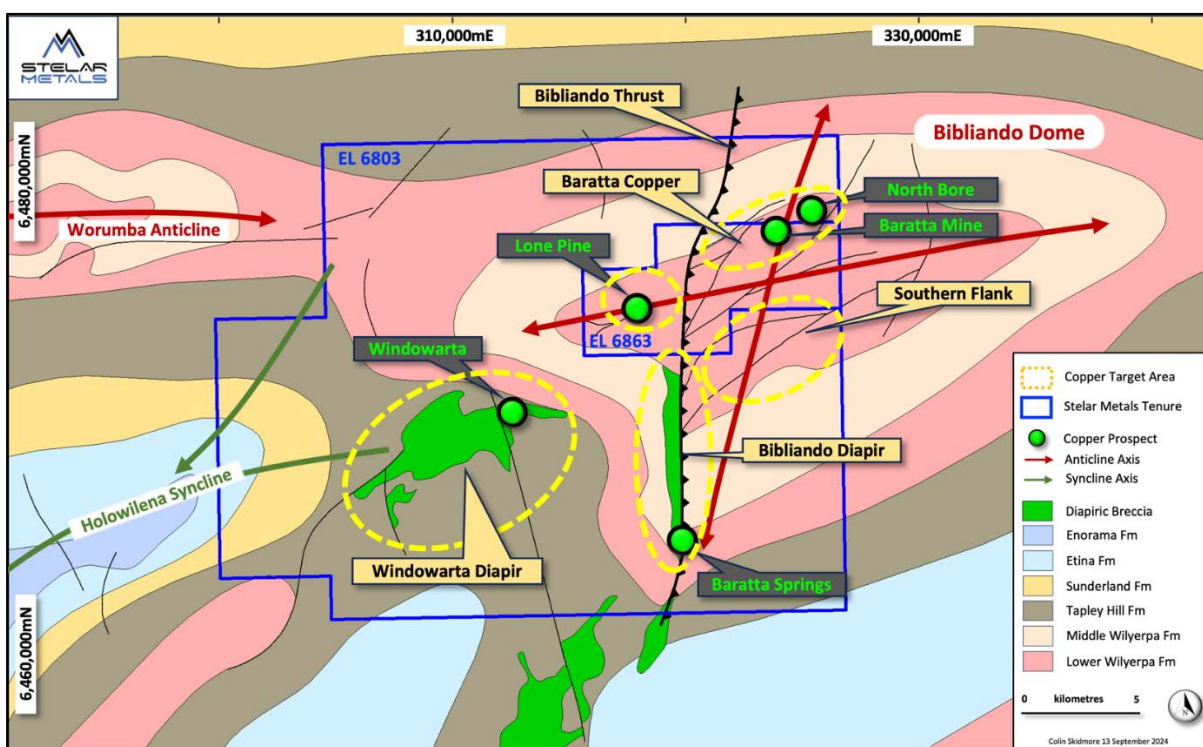 STELAR
METALS
310,000mE
330,000mE
6,480,000mN
6,460,000mN
Bibliando Thrust
Bibliando Dome
EL 6803
Baratta Copper
North Bore
Baratta Mine
Worumba Anticline
Lone Pine
Southern Flank
EL 6863
Windowarta
Bibliando Diapir
Holowilena Syncline
Windowarta Diapir
Baratta Springs
Copper Target Area
Stelar Metals Tenure
Copper Prospect
Anticline Axis
Syncline Axis
Diapiric Breccia
Enorama Fm
Etina Fm
Sunderland Fm
Tapley Hill Fm
Middle Wilyerpa Fm
Lower Wilyerpa Fm
0 kilometres 5
N
Colin Skidmore 13 September 2024